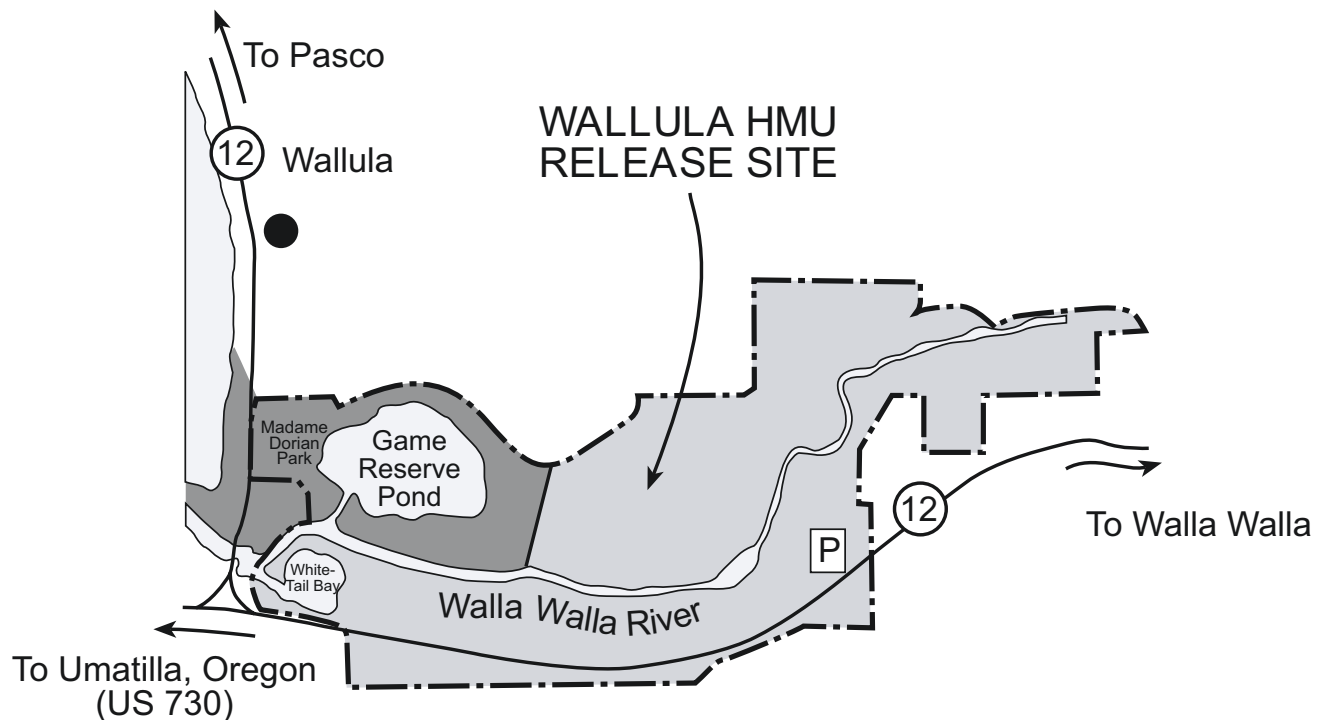 To Pasco
WALLULA HMU
RELEASE SITE
12
Wallula
Madame
Dorian
Park
Game
Reserve
Pond
12
To Walla Walla
P
White-
Tail Bay
Walla Walla River
To Umatilla, Oregon
(US 730)